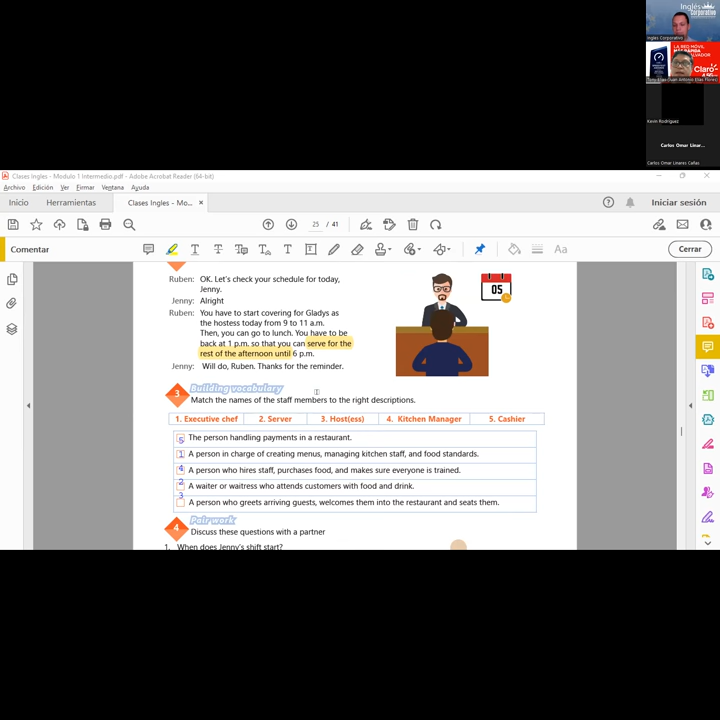 Inglés
Corporativo
Ingles Corporativo
LA RED MÓVIL
Claro
Kevin Rodriguez
Carlos Omar Linar...
Carlos Omar Linares Cañas
Clases Ingles - Modulo 1 Intermedio.pdf - Adobe Acrobat Reader (64-bit)
Archivo Edición Ver Firmar Ventana Ayuda
Inicio Herramientas Clases Ingles - Mo... Iniciar sesión
25 / 41
Comentar Cerrar
Ruben: OK. Let's check your schedule for today,
Jenny.
Jenny: Alright
Ruben: You have to start covering for Gladys as
the hostess today from 9 to 11 a.m.
Then, you can go to lunch. You have to be
back at 1 p.m. so that you can serve for the
rest of the afternoon until 6 p.m.
Jenny: Will do, Ruben. Thanks for the reminder.
05
3 Building vocabulary
Match the names of the staff members to the right descriptions.
1. Executive chef 2. Server 3. Host(ess) 4. Kitchen Manager 5. Cashier
5 The person handling payments in a restaurant.
1 A person in charge of creating menus, managing kitchen staff, and food standards.
4 A person who hires staff, purchases food, and makes sure everyone is trained.
2 A waiter or waitress who attends customers with food and drink.
3 A person who greets arriving guests, welcomes them into the restaurant and seats them.
4 Pair work
Discuss these questions with a partner
1. When does Jenny's shift start?